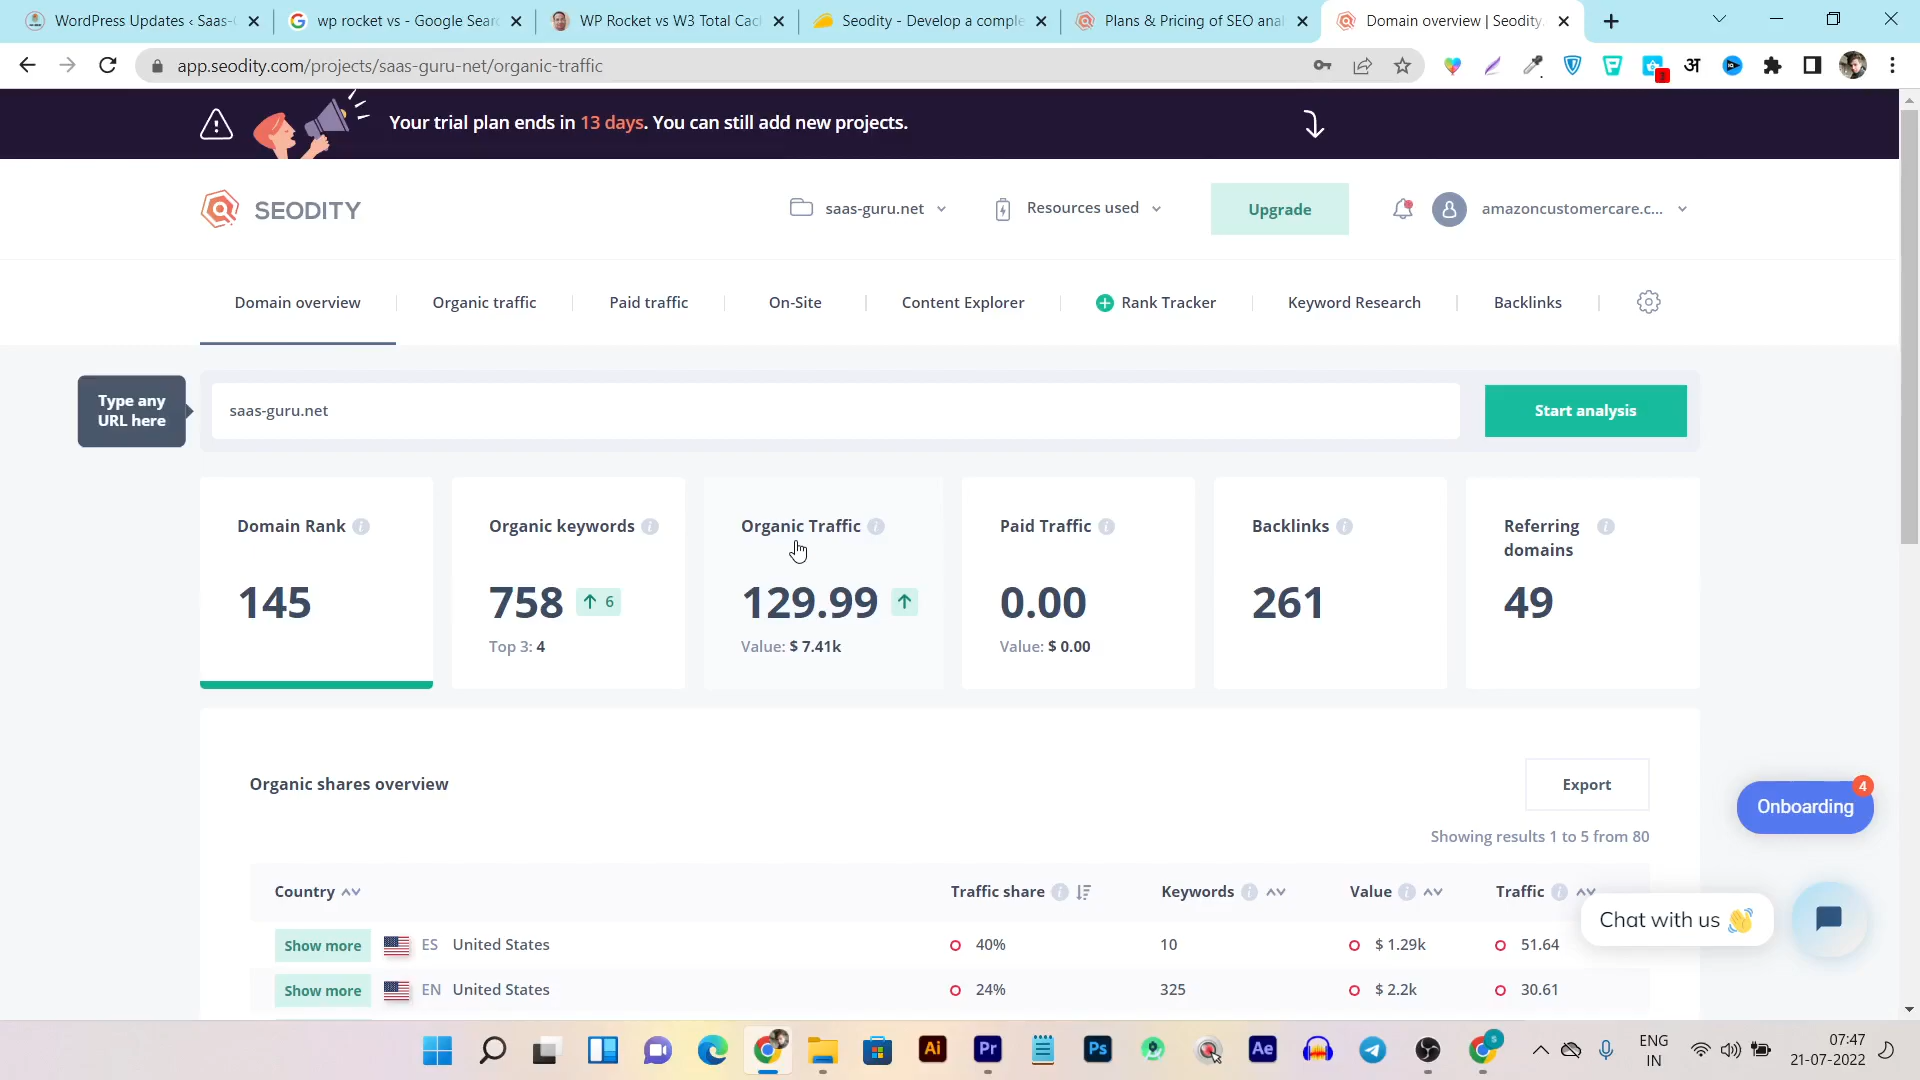 WordPress Updates ‹ Saas-
wp rocket vs - Google Sear
WP Rocket vs W3 Total Cac
Seodity - Develop a comple
Plans & Pricing of SEO anal
Domain overview | Seodity
app.seodity.com/projects/saas-guru-net/organic-traffic
Your trial plan ends in 13 days. You can still add new projects.
SEODITY
saas-guru.net
Resources used
Upgrade
amazoncustomercare.c...
Domain overview
Organic traffic
Paid traffic
On-Site
Content Explorer
Rank Tracker
Keyword Research
Backlinks
Type any
URL here
saas-guru.net
Start analysis
Domain Rank
145
Organic keywords
758 6
Top 3: 4
Organic Traffic
129.99
Value: $ 7.41k
Paid Traffic
0.00
Value: $ 0.00
Backlinks
261
Referring
domains
49
Organic shares overview
Export
Showing results 1 to 5 from 80
Country Traffic share Keywords Value Traffic
Show more ES United States 40% 10 $ 1.29k 51.64
Show more EN United States 24% 325 $ 2.2k 30.61
Onboarding
4
Chat with us
Ai
Pr
Ps
Ae
ENG
IN
07:47
21-07-2022